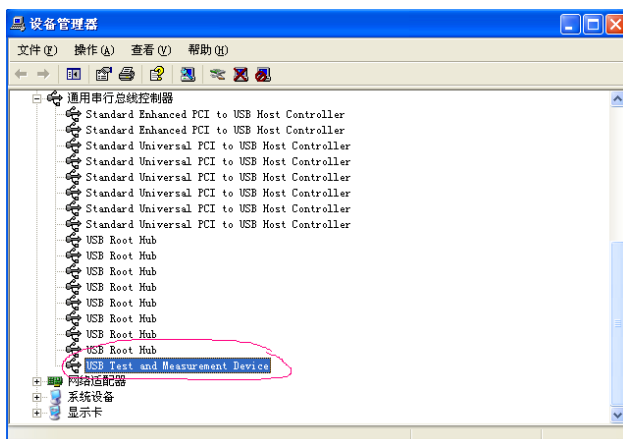 设备管理器
文件(F) 操作(A) 查看(V) 帮助(H)
通用串行总线控制器
Standard Enhanced PCI to USB Host Controller
Standard Enhanced PCI to USB Host Controller
Standard Universal PCI to USB Host Controller
Standard Universal PCI to USB Host Controller
Standard Universal PCI to USB Host Controller
Standard Universal PCI to USB Host Controller
Standard Universal PCI to USB Host Controller
Standard Universal PCI to USB Host Controller
USB Root Hub
USB Root Hub
USB Root Hub
USB Root Hub
USB Root Hub
USB Root Hub
USB Root Hub
USB Root Hub
USB Test and Measurement Device
网络适配器
系统设备
显示卡